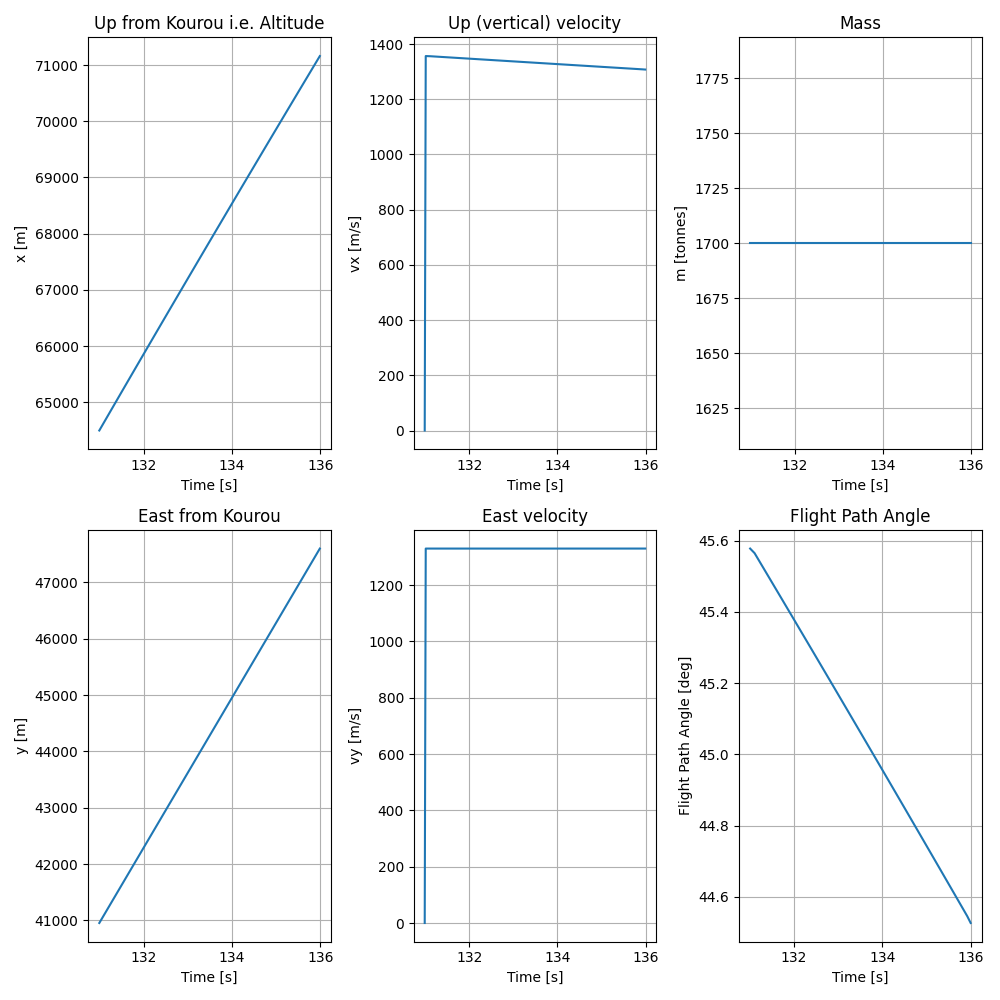 Up from Kourou i.e. Altitude
71000
70000
69000
68000
67000
66000
65000
x [m]
132 134 136
Time [s]
Up (vertical) velocity
1400
1200
1000
800
600
400
200
0
vx [m/s]
132 134 136
Time [s]
Mass
1775
1750
1725
1700
1675
1650
1625
m [tonnes]
132 134 136
Time [s]
East from Kourou
47000
46000
45000
44000
43000
42000
41000
y [m]
132 134 136
Time [s]
East velocity
1200
1000
800
600
400
200
0
vy [m/s]
132 134 136
Time [s]
Flight Path Angle
45.6
45.4
45.2
45.0
44.8
44.6
Flight Path Angle [deg]
132 134 136
Time [s]